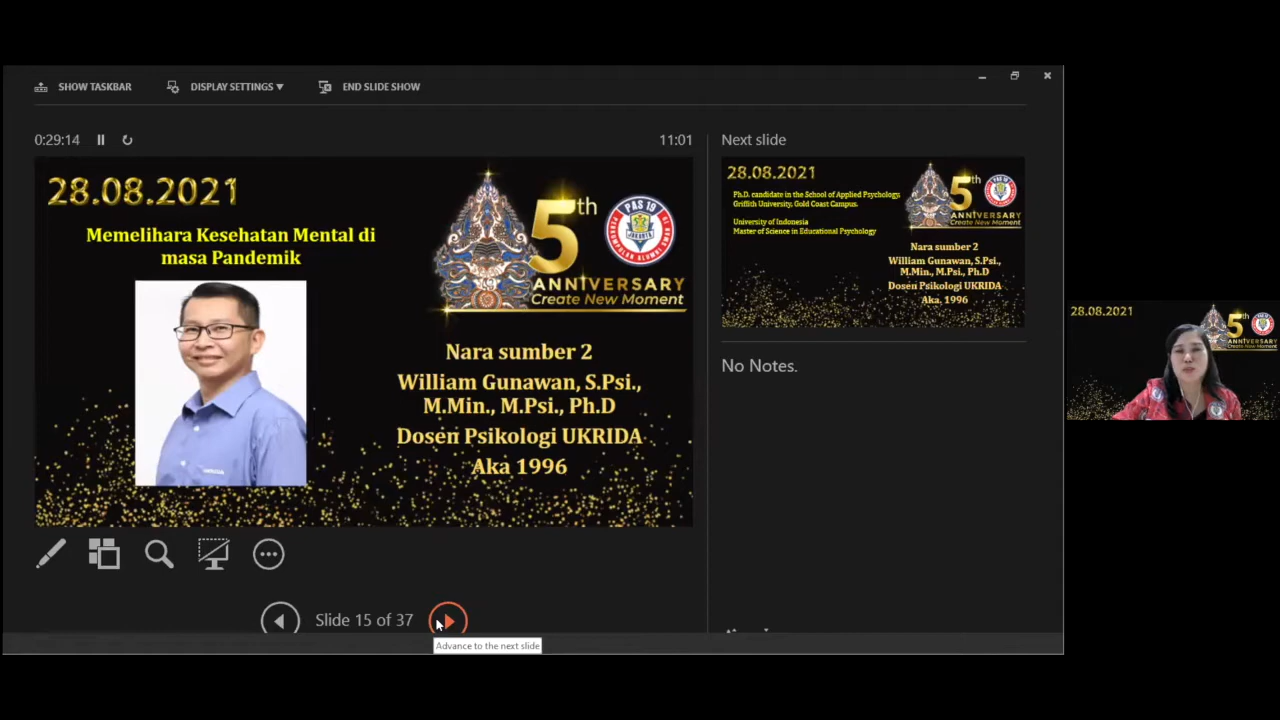 SHOW TASKBAR
DISPLAY SETTINGS
END SLIDE SHOW
0:29:14
11:01
28.08.2021
Memelihara Kesehatan Mental di
masa Pandemik
5th
ANNIVERSARY
Create New Moment
PAS 19
JAKARTA
Nara sumber 2
William Gunawan, S.Psi.,
M.Min., M.Psi., Ph.D
Dosen Psikologi UKRIDA
Aka 1996
Slide 15 of 37
Advance to the next slide
Next slide
28.08.2021
Ph.D. candidate in the School of Applied Psychology,
Griffith University, Gold Coast Campus.
University of Indonesia
Master of Science in Educational Psychology
5th
ANNIVERSARY
Create New Moment
Nara sumber 2
William Gunawan, S.Psi.,
M.Min., M.Psi., Ph.D
Dosen Psikologi UKRIDA
Aka, 1996
No Notes.
28.08.2021
5
ANNIVERSARY
Create New Moment